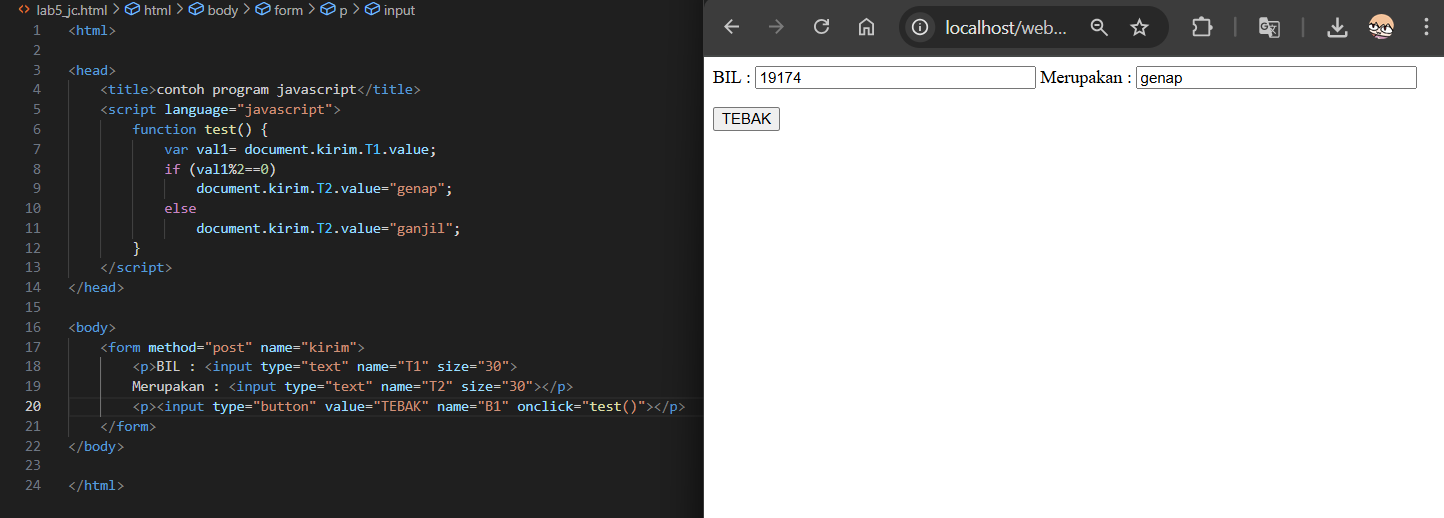 lab5_jc.html > html > body > form > p > input
1 <html>
2
3 <head>
4     <title>contoh program javascript</title>
5     <script language="javascript">
6         function test() {
7             var val1= document.kirim.T1.value;
8             if (val1%2==0)
9                 document.kirim.T2.value="genap";
10             else
11                 document.kirim.T2.value="ganjil";
12         }
13     </script>
14 </head>
15
16 <body>
17     <form method="post" name="kirim">
18         <p>BIL : <input type="text" name="T1" size="30">
19         Merupakan : <input type="text" name="T2" size="30"></p>
20         <p><input type="button" value="TEBAK" name="B1" onclick="test()"></p>
21     </form>
22 </body>
23
24 </html>
localhost/web...
BIL : 19174 Merupakan : genap
TEBAK